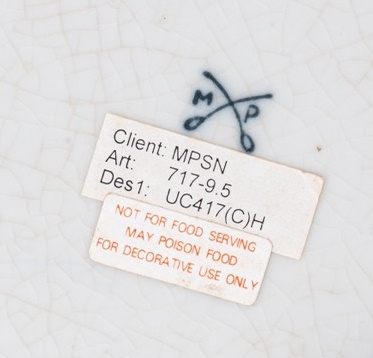 M P
Client: MPSN
Art: 717-9.5
Des1: UC417(C)H
NOT FOR FOOD SERVING
MAY POISON FOOD
FOR DECORATIVE USE ONLY